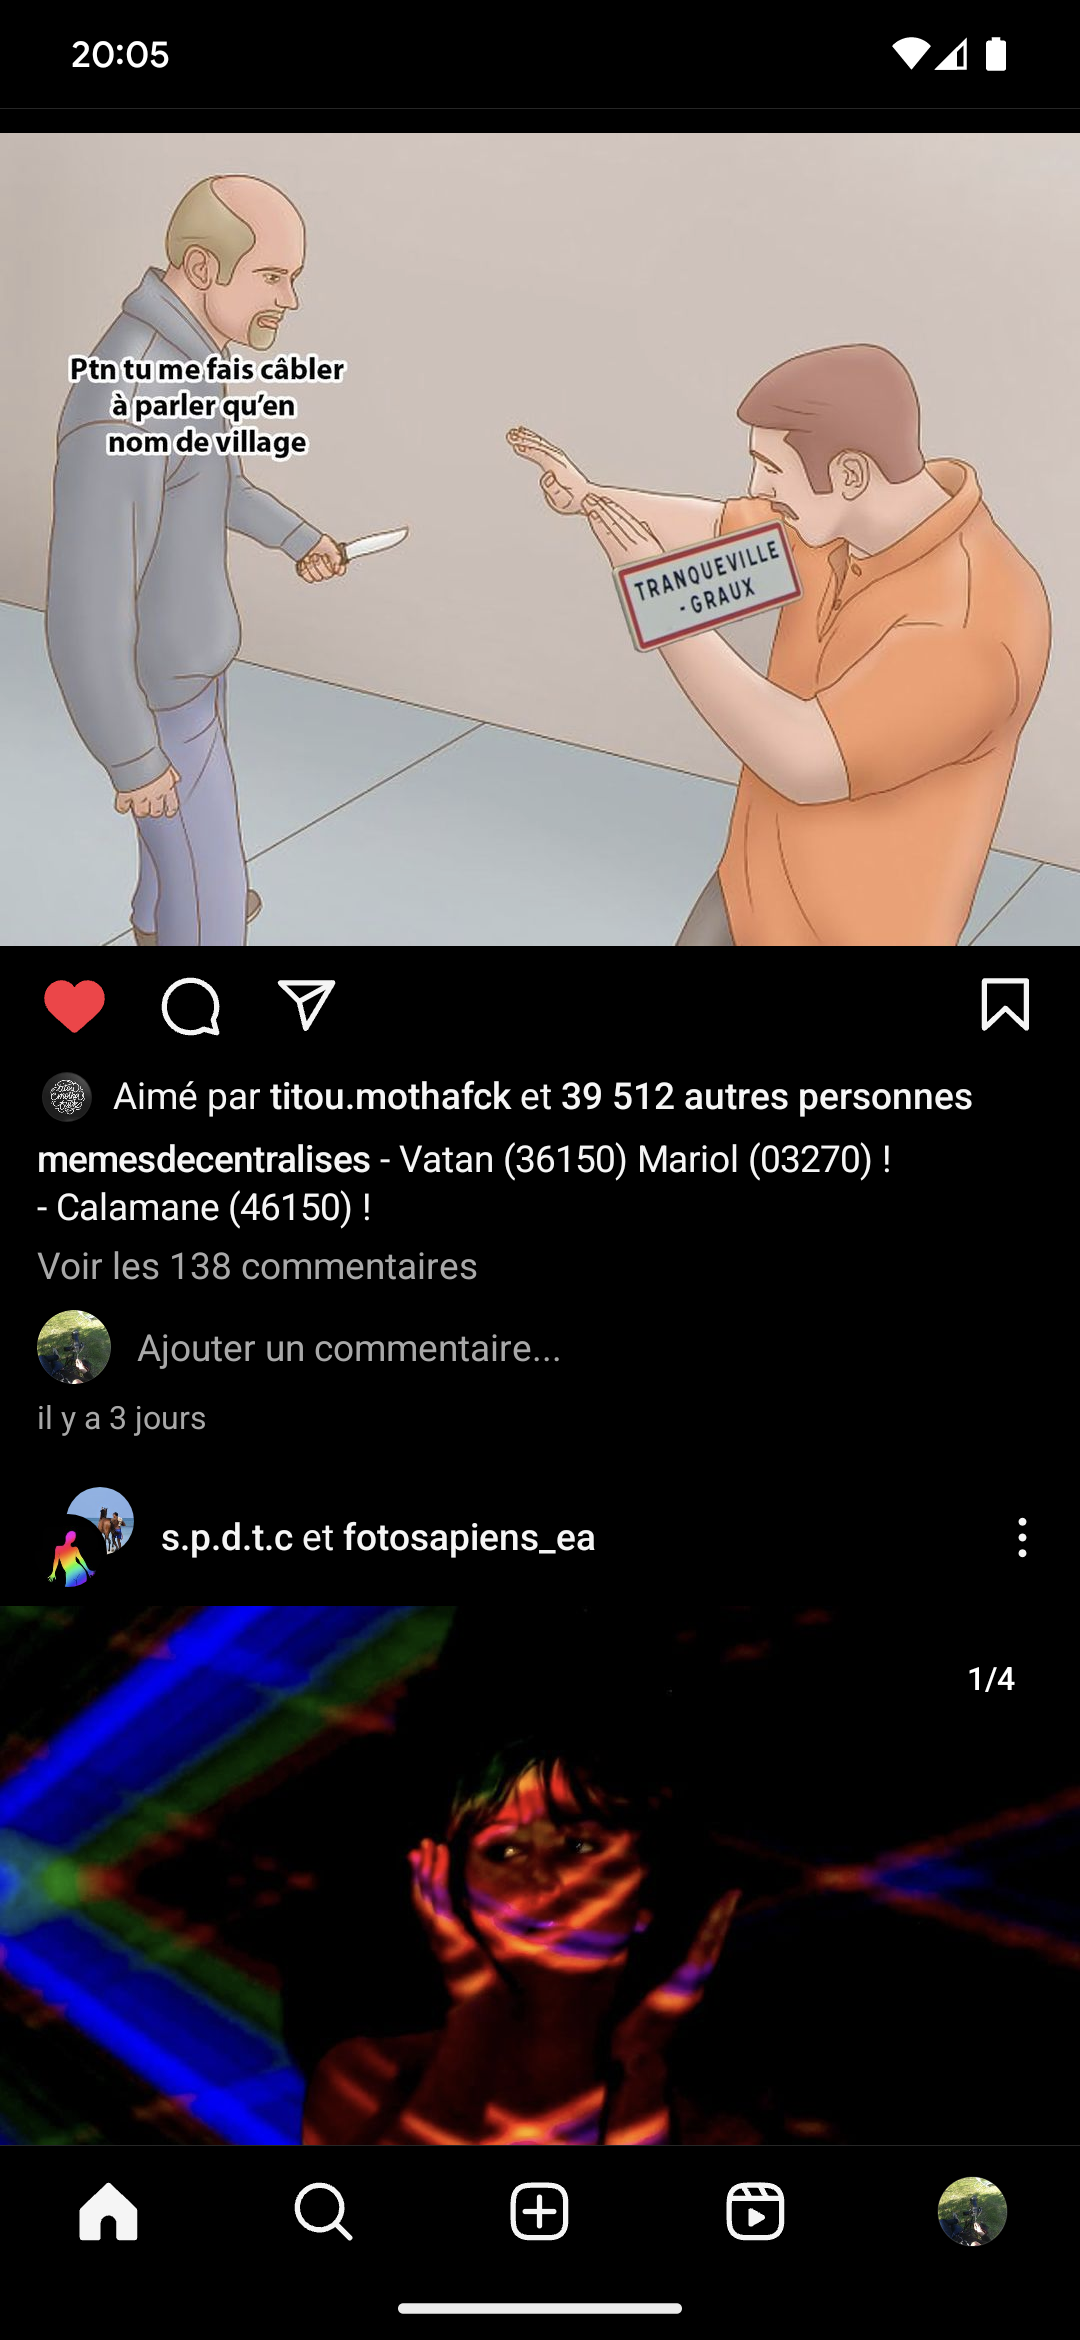 20:05
Ptn tu me fais câbler
à parler qu'en
nom de village
TRANQUEVILLE
-GRAUX
Aimé par titou.mothafck et 39 512 autres personnes
memesdecentralises - Vatan (36150) Mariol (03270) !
- Calamane (46150) !
Voir les 138 commentaires
Ajouter un commentaire...
il y a 3 jours
s.p.d.t.c et fotosapiens_ea
1/4